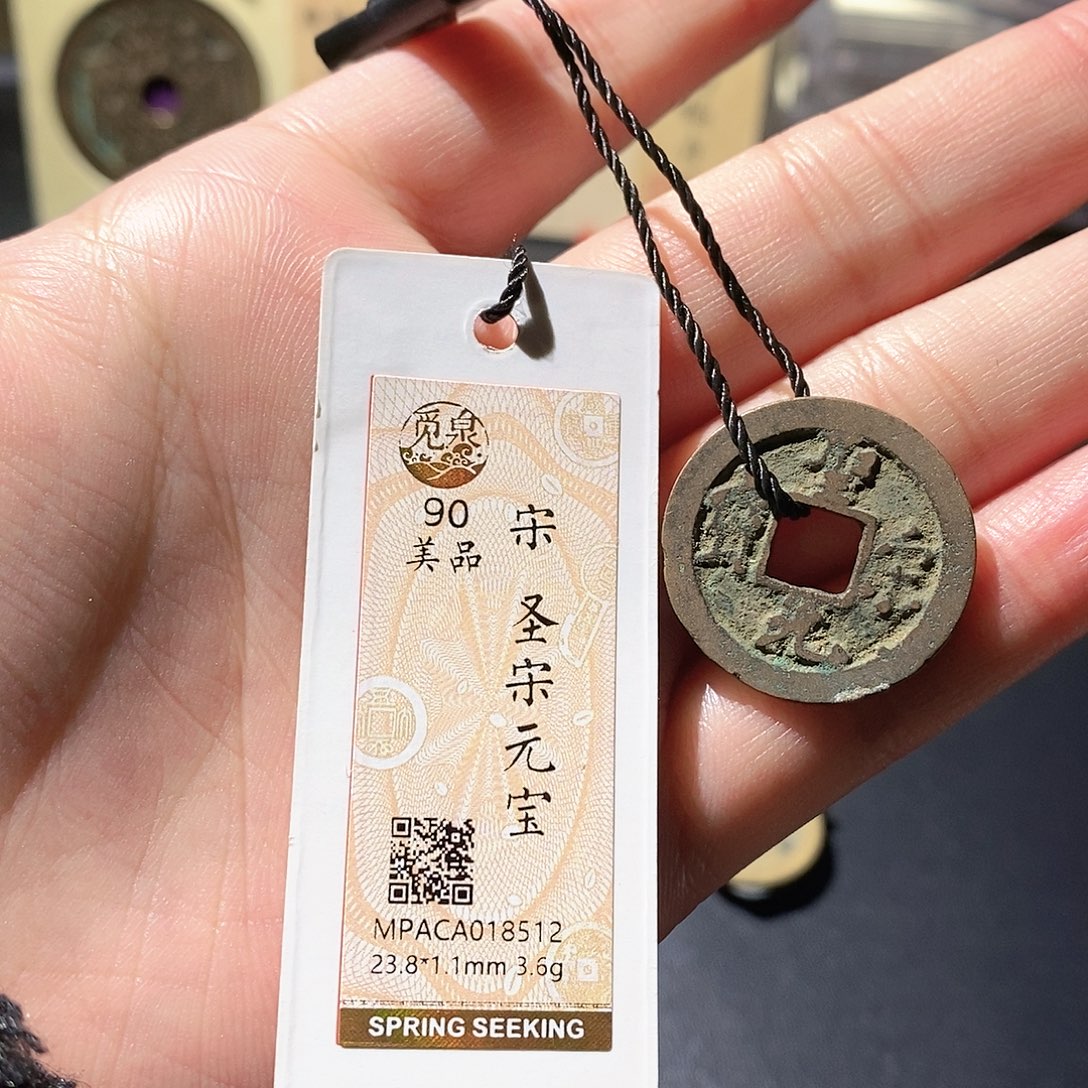 觅泉
90
美品
宋
圣宋元宝
MPACA018512
23.8*1.1mm 3.6g
SPRING SEEKING